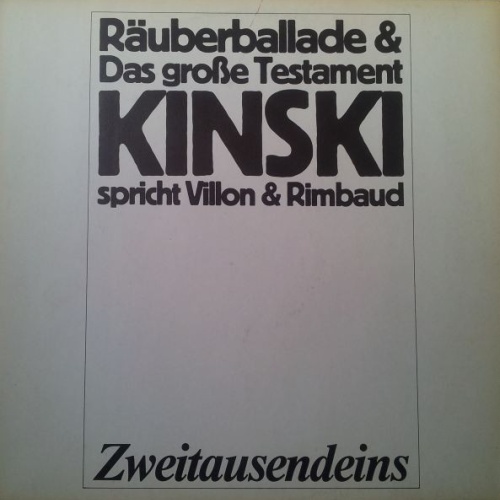 Räuberballade &
Das große Testament
KINSKI
spricht Villon & Rimbaud
Zweitausendeins